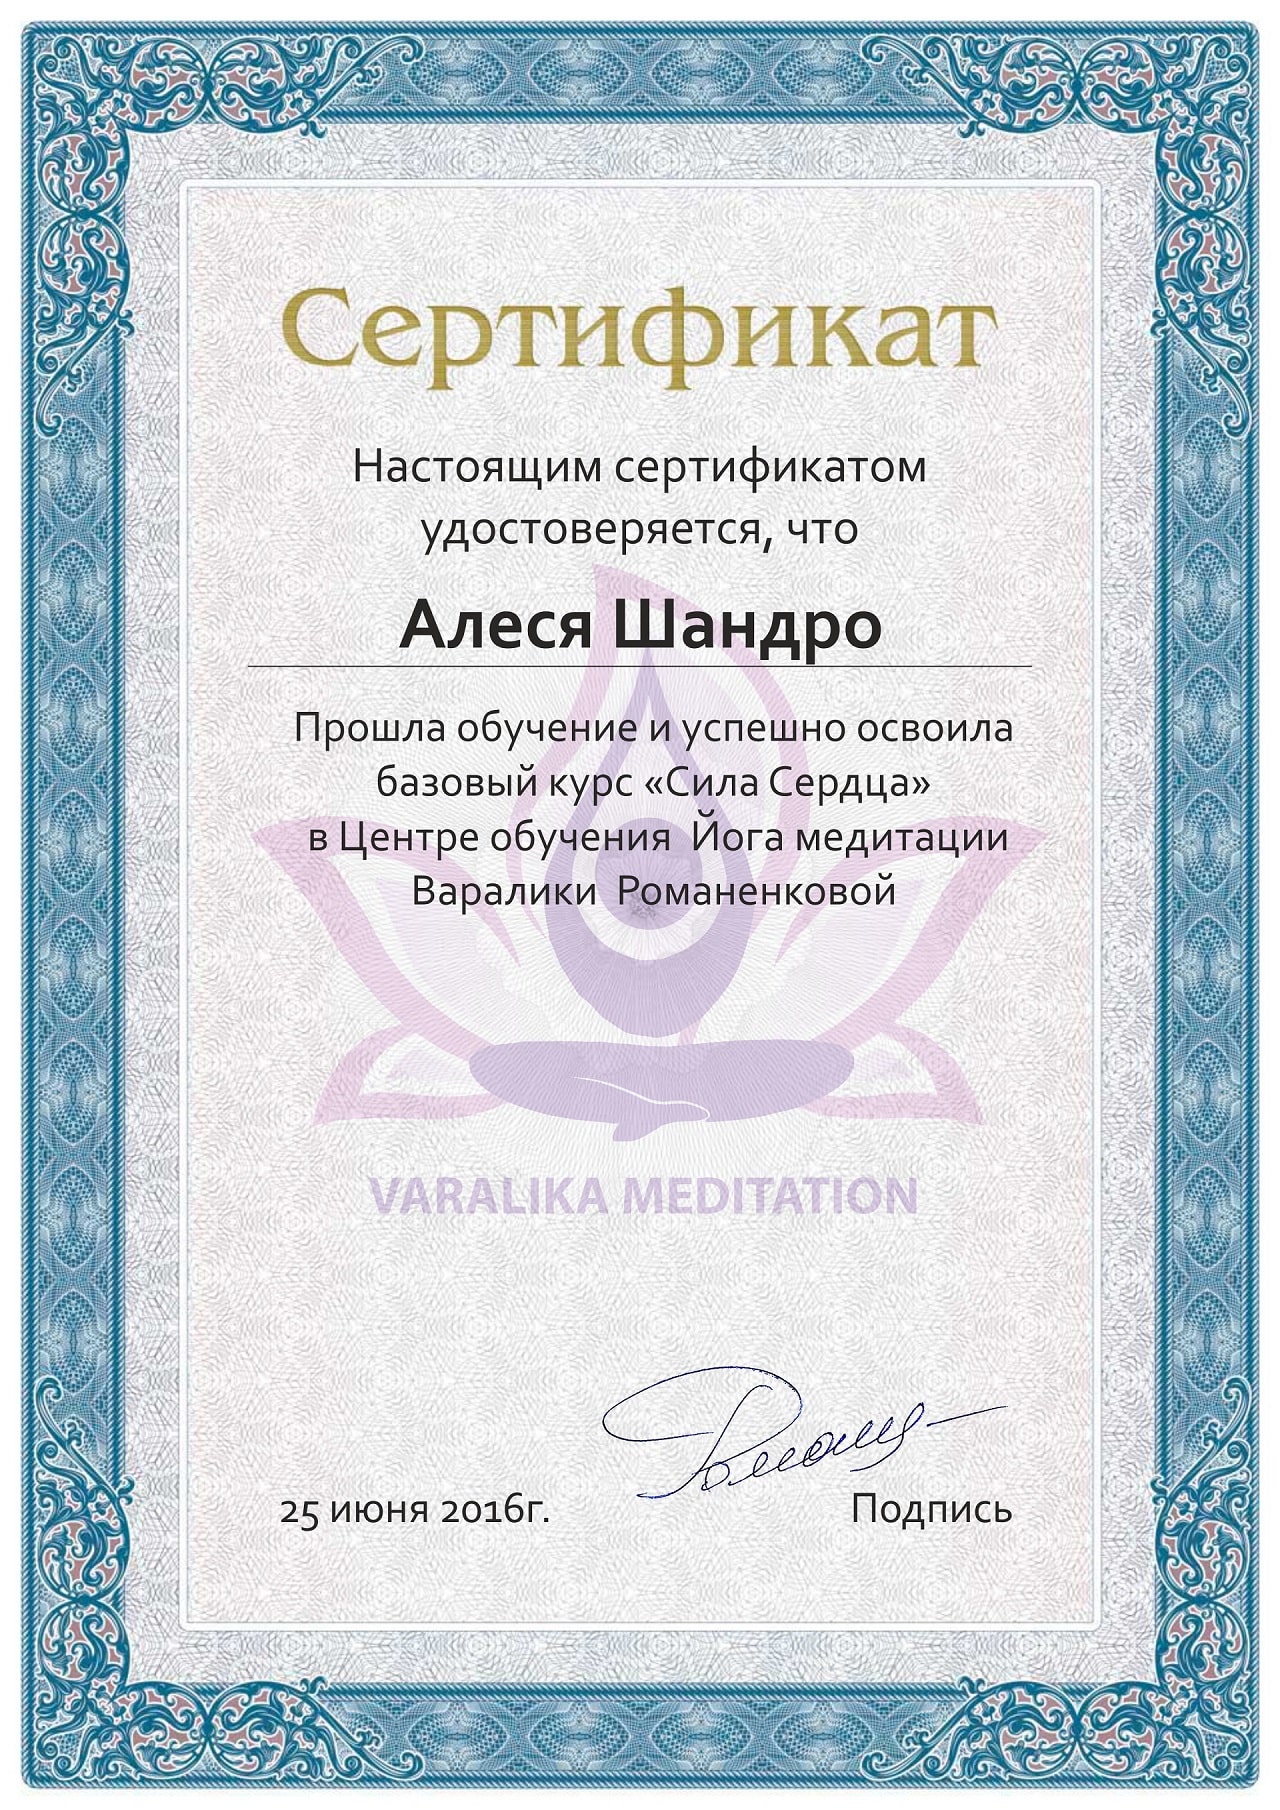 Сертификат
Настоящим сертификатом
удостоверяется, что
Алеся Шандро
Прошла обучение и успешно освоила
базовый курс «Сила Сердца»
в Центре обучения Йога медитации
Варалики Романенковой
VARALIKA MEDITATION
25 июня 2016г.
Подпись